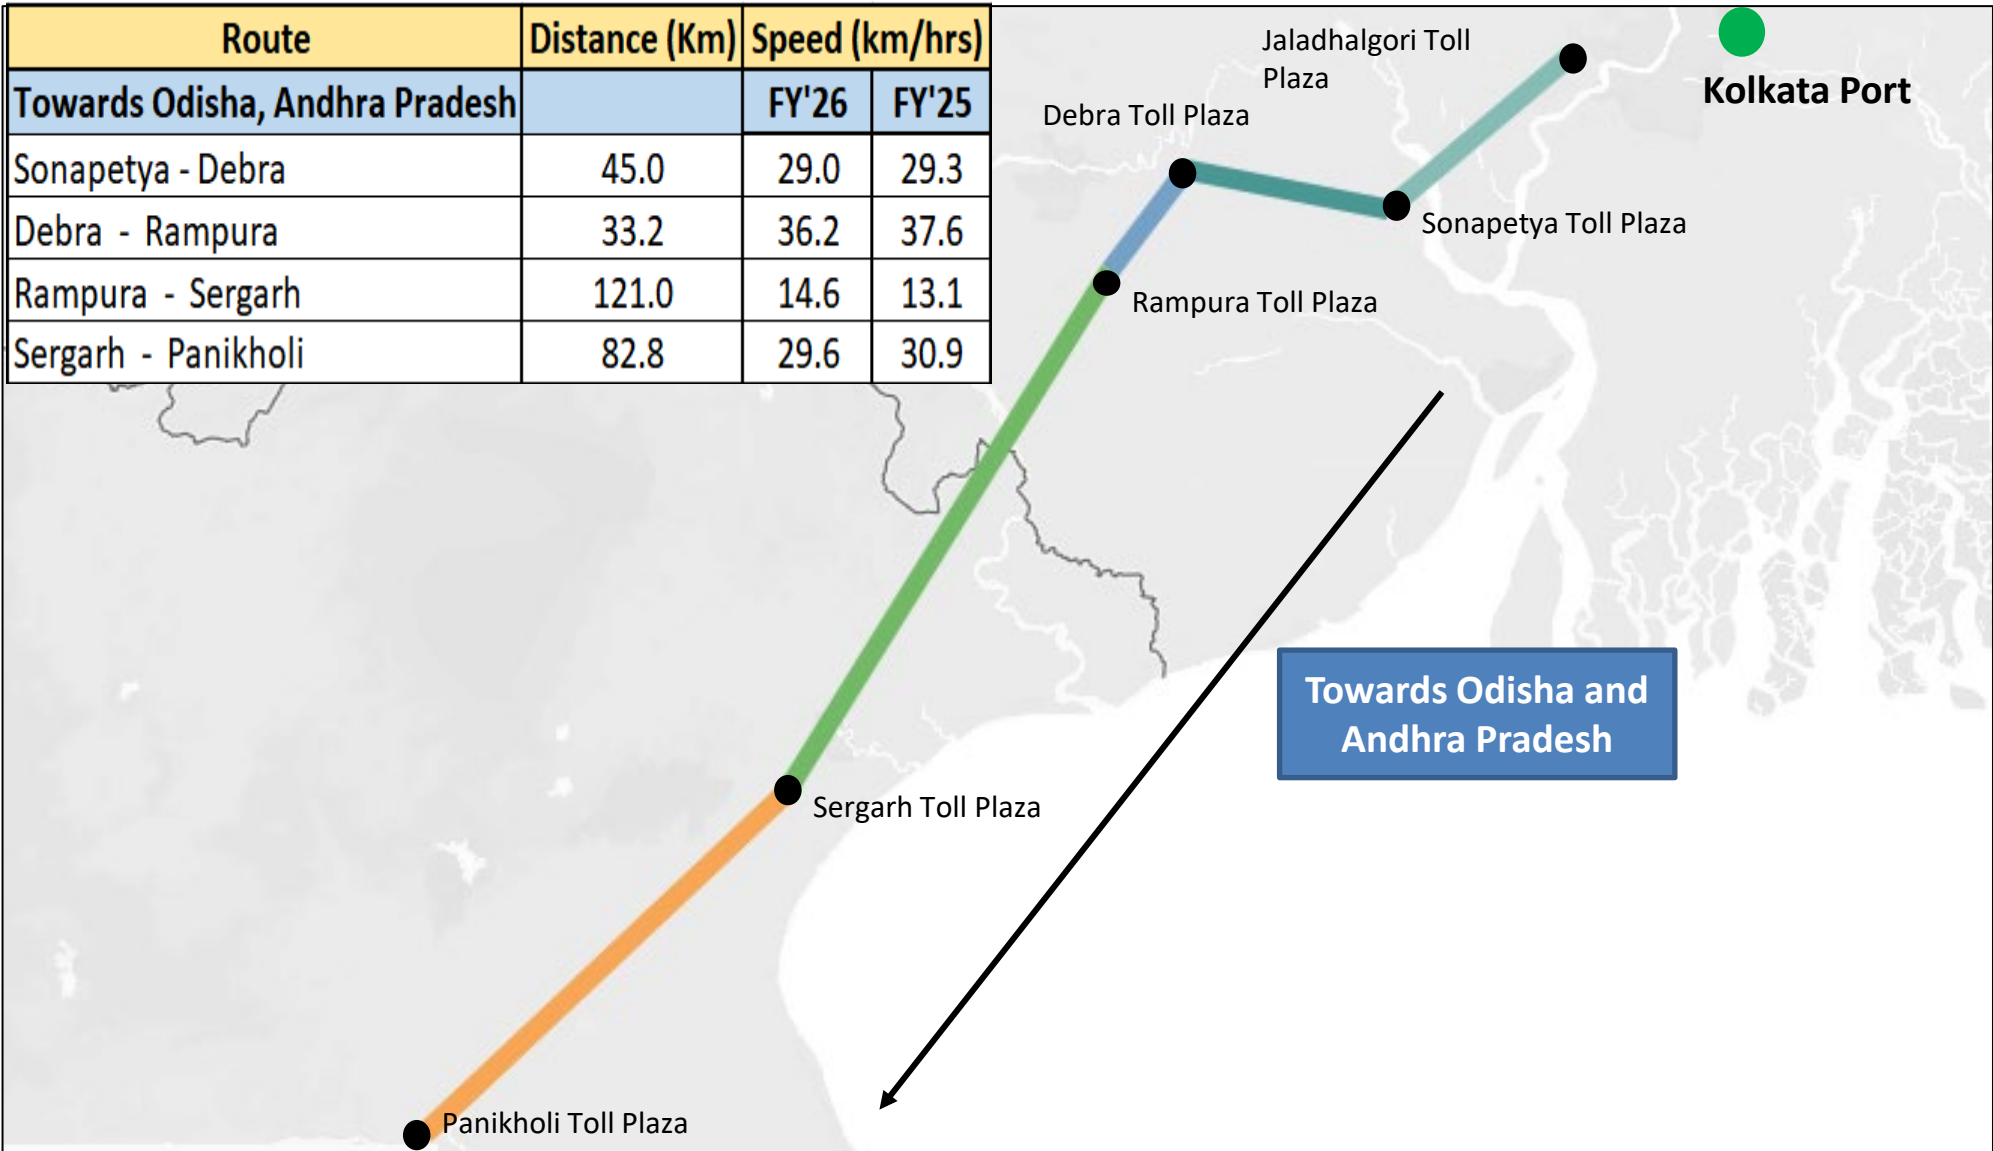 Route Distance (Km) Speed (km/hrs)
Towards Odisha, Andhra Pradesh FY'26 FY'25
Sonapetya - Debra 45.0 29.0 29.3
Debra - Rampura 33.2 36.2 37.6
Rampura - Sergarh 121.0 14.6 13.1
Sergarh - Panikholi 82.8 29.6 30.9
Jaladhalgori Toll
Plaza
Kolkata Port
Debra Toll Plaza
Sonapetya Toll Plaza
Rampura Toll Plaza
Towards Odisha and
Andhra Pradesh
Sergarh Toll Plaza
Panikholi Toll Plaza